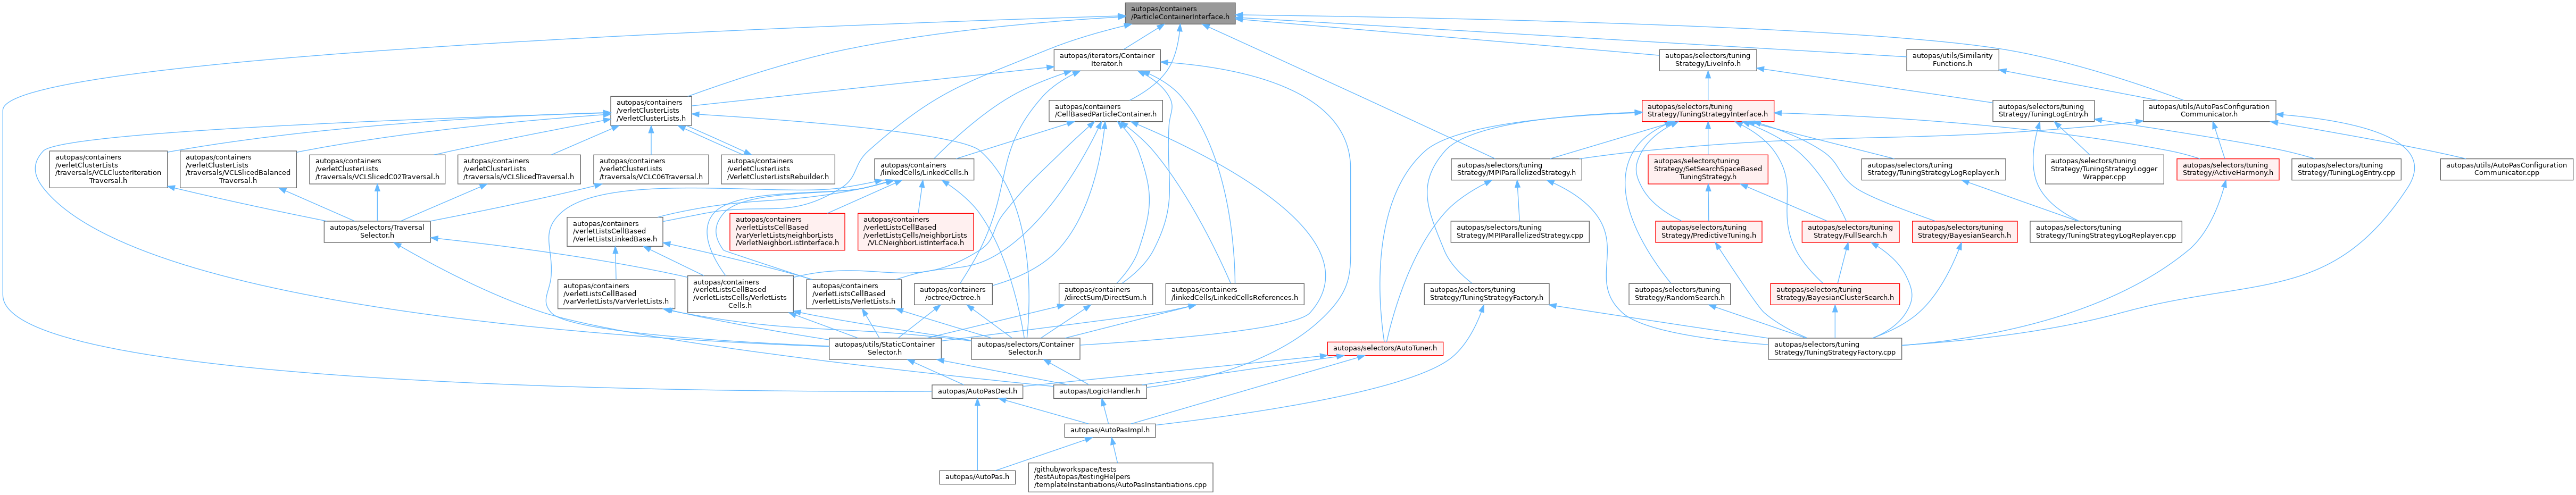 autopas/containers
/ParticleContainerInterface.h
autopas/iterators/Container
Iterator.h
autopas/selectors/tuning
Strategy/LiveInfo.h
autopas/utils/Similarity
Functions.h
autopas/containers
/verletClusterLists
/VerletClusterLists.h
autopas/containers
/CellBasedParticleContainer.h
autopas/selectors/tuning
Strategy/TuningStrategyInterface.h
autopas/selectors/tuning
Strategy/TuningLogEntry.h
autopas/utils/AutoPasConfiguration
Communicator.h
autopas/containers
/verletClusterLists
/traversals/VCLClusterIteration
Traversal.h
autopas/containers
/verletClusterLists
/traversals/VCLSlicedBalanced
Traversal.h
autopas/containers
/verletClusterLists
/traversals/VCLSlicedC02Traversal.h
autopas/containers
/verletClusterLists
/traversals/VCLSlicedTraversal.h
autopas/containers
/verletClusterLists
/traversals/VCLC06Traversal.h
autopas/containers
/verletClusterLists
/VerletClusterListsRebuilder.h
autopas/containers
/linkedCells/LinkedCells.h
autopas/selectors/tuning
Strategy/MPIParallelizedStrategy.h
autopas/selectors/tuning
Strategy/SetSearchSpaceBased
TuningStrategy.h
autopas/selectors/tuning
Strategy/TuningStrategyLogReplayer.h
autopas/selectors/tuning
Strategy/TuningStrategyLogger
Wrapper.cpp
autopas/selectors/tuning
Strategy/ActiveHarmony.h
autopas/selectors/tuning
Strategy/TuningLogEntry.cpp
autopas/utils/AutoPasConfiguration
Communicator.cpp
autopas/selectors/Traversal
Selector.h
autopas/containers
/verletListsCellBased
/VerletListsLinkedBase.h
autopas/containers
/verletListsCellBased
/varVerletLists/neighborLists
/VerletNeighborListInterface.h
autopas/containers
/verletListsCellBased
/verletListsCells/neighborLists
/VLCNeighborListInterface.h
autopas/selectors/tuning
Strategy/MPIParallelizedStrategy.cpp
autopas/selectors/tuning
Strategy/PredictiveTuning.h
autopas/selectors/tuning
Strategy/FullSearch.h
autopas/selectors/tuning
Strategy/BayesianSearch.h
autopas/selectors/tuning
Strategy/TuningStrategyLogReplayer.cpp
autopas/containers
/verletListsCellBased
/varVerletLists/VarVerletLists.h
autopas/containers
/verletListsCellBased
/verletListsCells/VerletLists
Cells.h
autopas/containers
/verletListsCellBased
/verletLists/VerletLists.h
autopas/containers
/octree/Octree.h
autopas/containers
/directSum/DirectSum.h
autopas/containers
/linkedCells/LinkedCellsReferences.h
autopas/selectors/tuning
Strategy/TuningStrategyFactory.h
autopas/selectors/tuning
Strategy/RandomSearch.h
autopas/selectors/tuning
Strategy/BayesianClusterSearch.h
autopas/utils/StaticContainer
Selector.h
autopas/selectors/Container
Selector.h
autopas/selectors/AutoTuner.h
autopas/selectors/tuning
Strategy/TuningStrategyFactory.cpp
autopas/AutoPasDecl.h
autopas/LogicHandler.h
autopas/AutoPasImpl.h
autopas/AutoPas.h
/github/workspace/tests
/testAutopas/testingHelpers
/templateInstantiations/AutoPasInstantiations.cpp